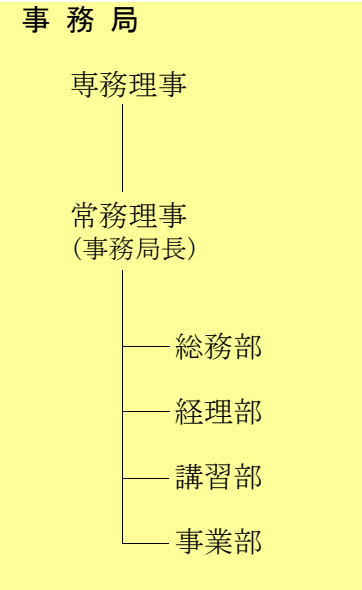 事 務 局
専務理事
常務理事
(事務局長)
総務部
経理部
講習部
事業部